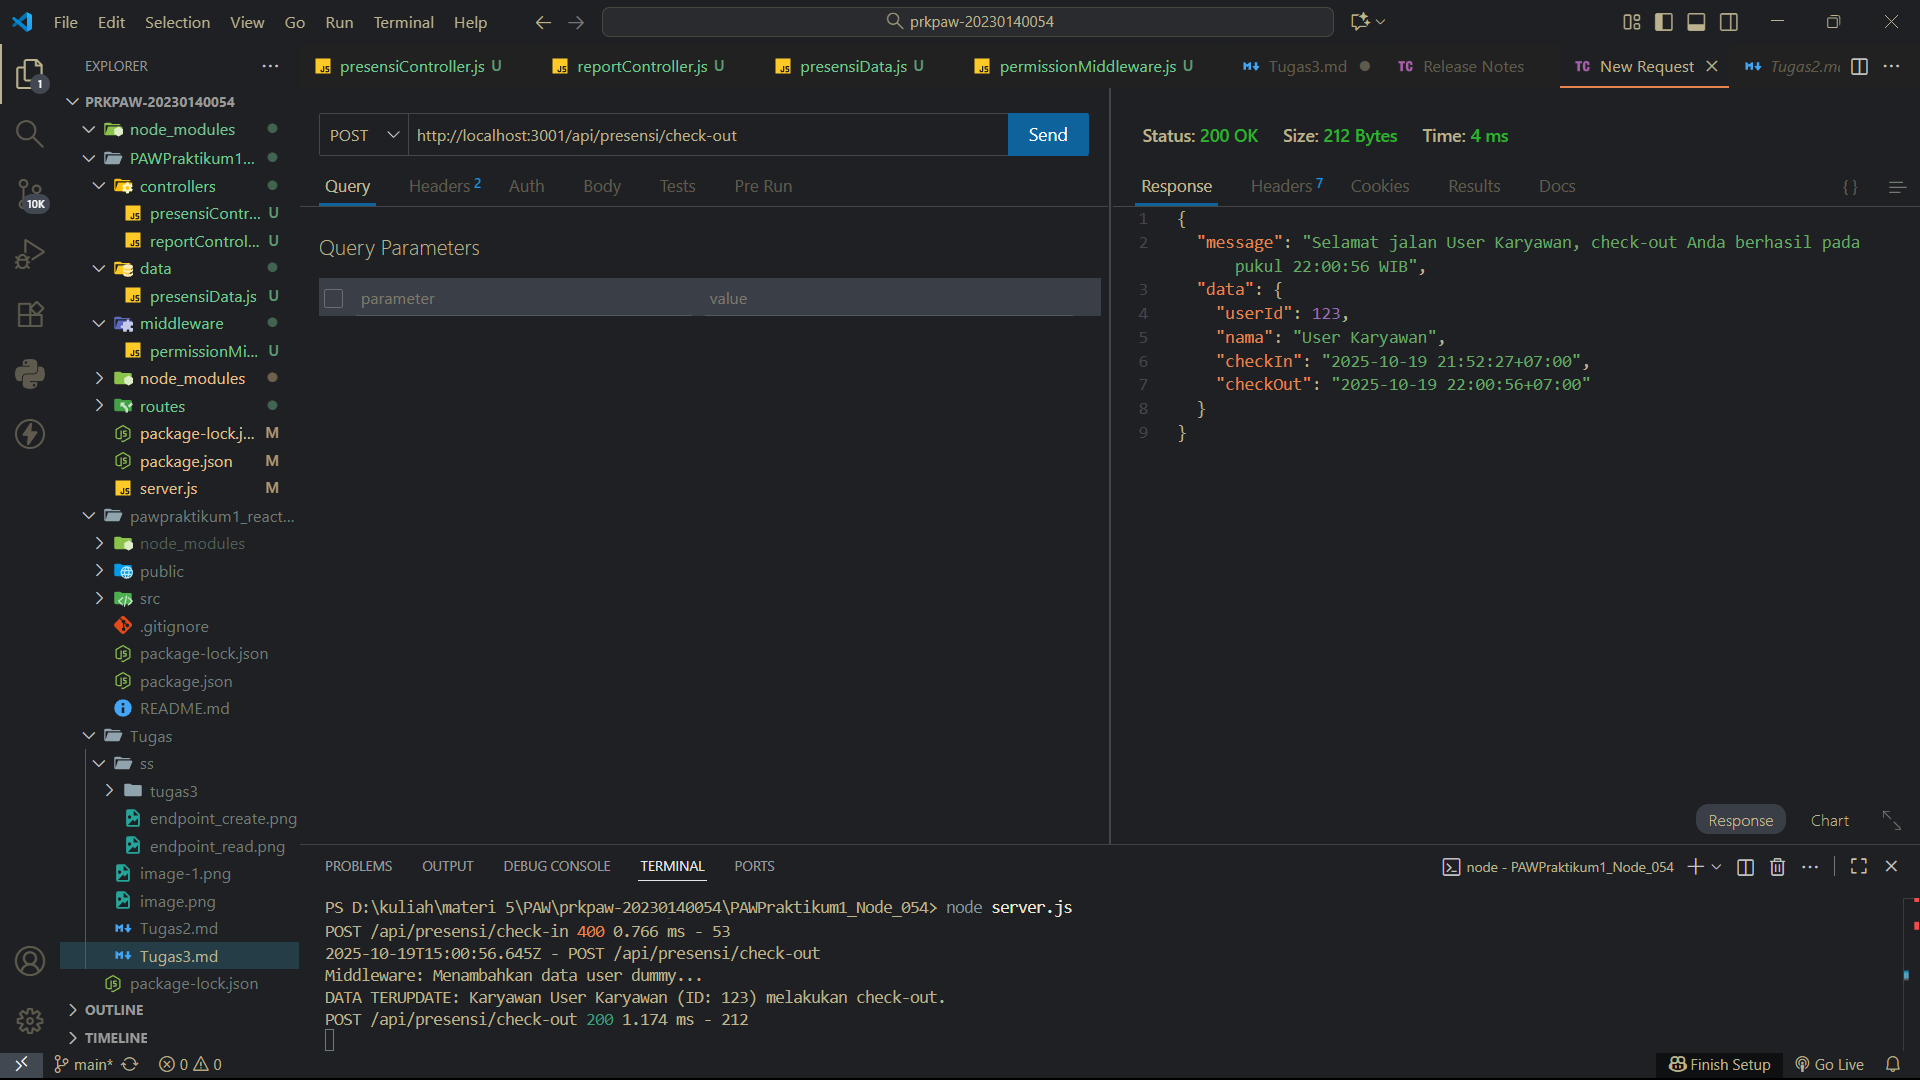 File Edit Selection View Go Run Terminal Help
prkpaw-20230140054
EXPLORER
1
10K
PRKPAW-20230140054
node_modules
PAWPraktikum1...
controllers
presensiContr... U
reportControl... U
data
presensiData.js U
middleware
permissionMi... U
node_modules
routes
package-lock.j... M
package.json M
server.js M
pawpraktikum1_react...
node_modules
public
src
.gitignore
package-lock.json
package.json
README.md
Tugas
ss
tugas3
endpoint_create.png
endpoint_read.png
image-1.png
image.png
Tugas2.md
Tugas3.md
package-lock.json
OUTLINE
TIMELINE
presensiController.js U
reportController.js U
presensiData.js U
permissionMiddleware.js U
Tugas3.md
TC Release Notes
TC New Request
Tugas2.m
POST http://localhost:3001/api/presensi/check-out Send
Query Headers 2 Auth Body Tests Pre Run
Query Parameters
parameter value
Status: 200 OK Size: 212 Bytes Time: 4 ms
Response Headers 7 Cookies Results Docs { }
1 {
2 "message": "Selamat jalan User Karyawan, check-out Anda berhasil pada
pukul 22:00:56 WIB",
3 "data": {
4 "userId": 123,
5 "nama": "User Karyawan",
6 "checkIn": "2025-10-19 21:52:27+07:00",
7 "checkOut": "2025-10-19 22:00:56+07:00"
8 }
9 }
Response Chart
PROBLEMS OUTPUT DEBUG CONSOLE TERMINAL PORTS
node - PAWPraktikum1_Node_054
PS D:\kuliah\materi 5\PAW\prkpaw-20230140054\PAWPraktikum1_Node_054> node server.js
POST /api/presensi/check-in 400 0.766 ms - 53
2025-10-19T15:00:56.645Z - POST /api/presensi/check-out
Middleware: Menambahkan data user dummy...
DATA TERUPDATE: Karyawan User Karyawan (ID: 123) melakukan check-out.
POST /api/presensi/check-out 200 1.174 ms - 212
main* 0 0
Finish Setup Go Live